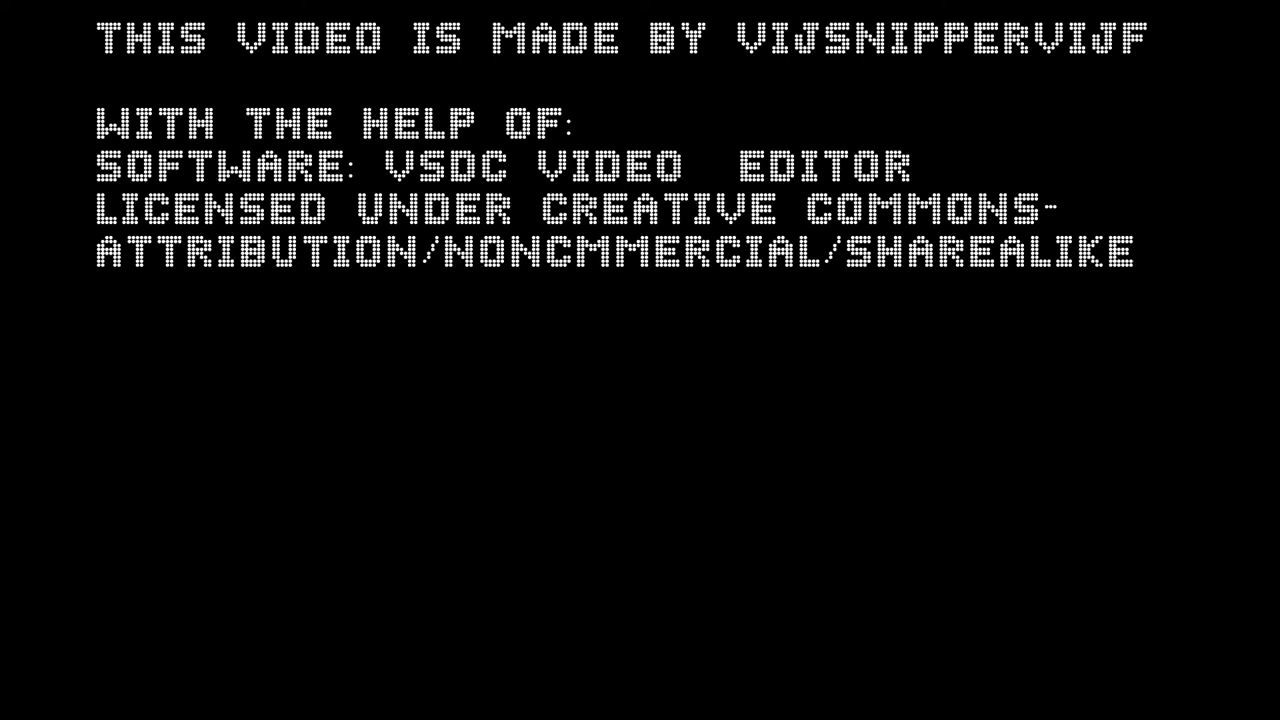 THIS VIDEO IS MADE BY VIJSNIPPERVIJF
WITH THE HELP OF:
SOFTWARE: VSDC VIDEO  EDITOR
LICENSED UNDER CREATIVE COMMONS-
ATTRIBUTION/NONCMMERCIAL/SHAREALIKE